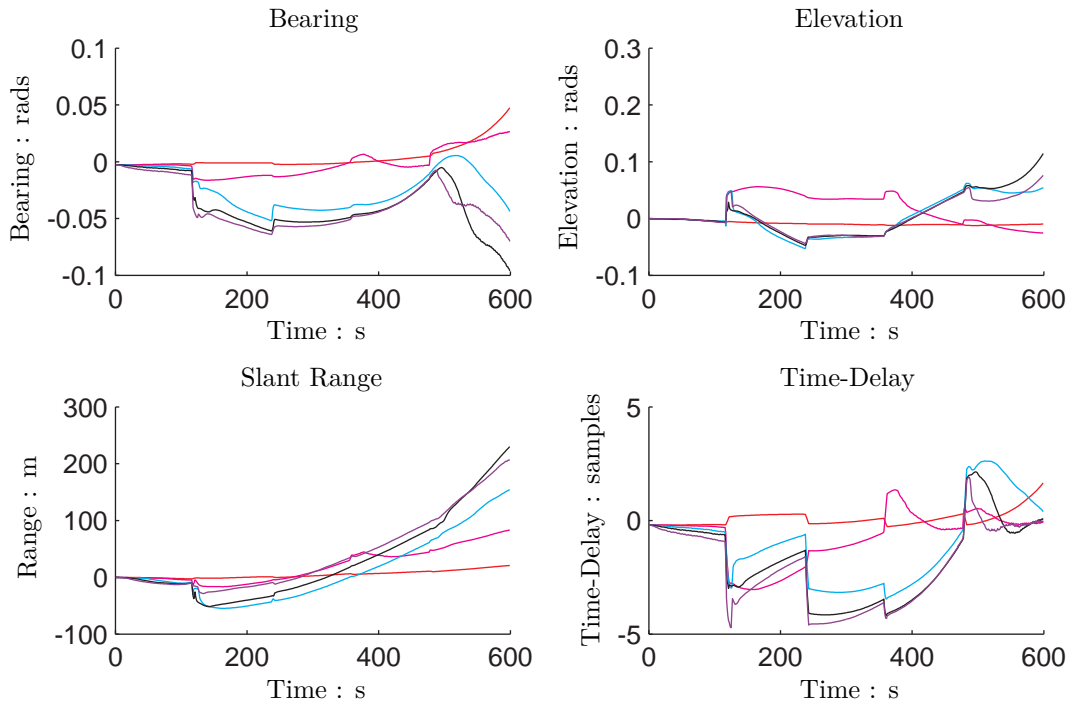 Bearing
Bearing : rads
0.1
0.05
0
-0.05
-0.1
0 200 400 600
Time : s
Elevation
Elevation : rads
0.3
0.2
0.1
0
-0.1
0 200 400 600
Time : s
Slant Range
Range : m
300
200
100
0
-100
0 200 400 600
Time : s
Time-Delay
Time-Delay : samples
5
0
-5
0 200 400 600
Time : s